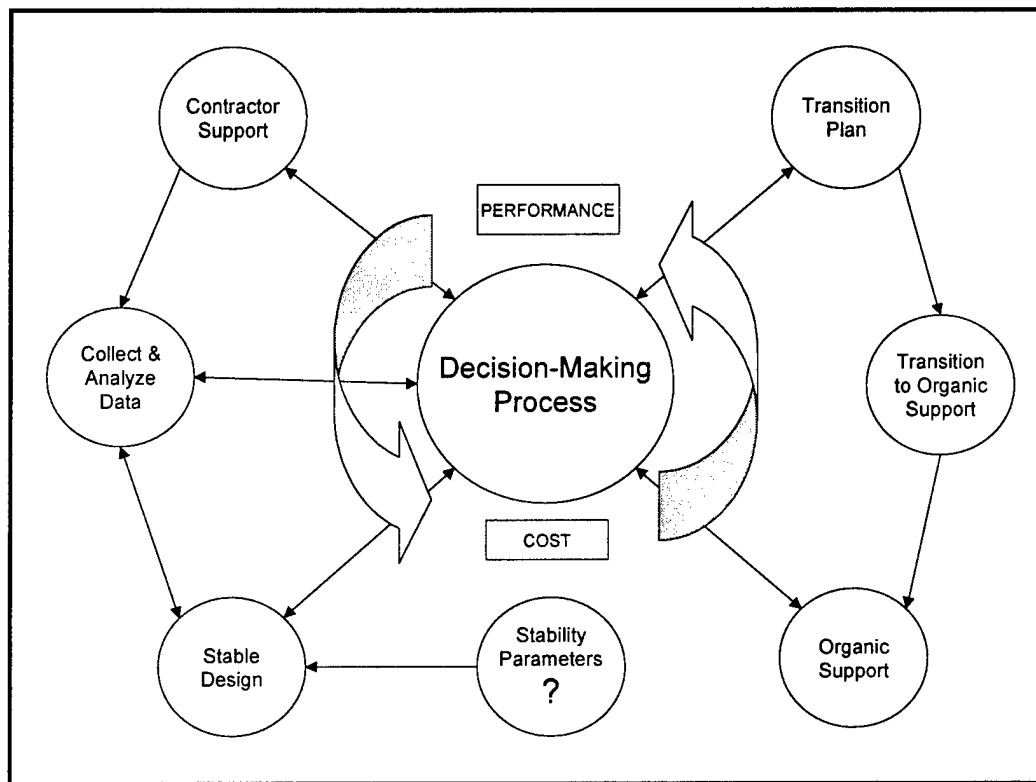 Contractor
Support
Transition
Plan
PERFORMANCE
Collect &
Analyze
Data
Decision-Making
Process
Transition
to Organic
Support
COST
Stable
Design
Stability
Parameters
?
Organic
Support